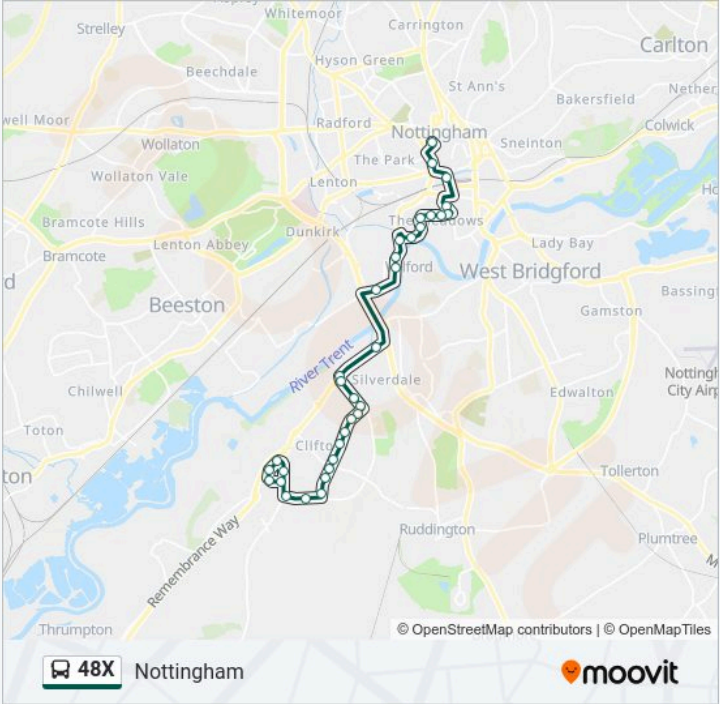 Whitemoor
Carrington
Strelley
Carlton
Hyson Green
Beechdale
St Ann's
Bakersfield
Nether
well Moor
Radford
Nottingham
Colwick
Wollaton
Sneinton
The Park
Wollaton Vale
Lenton
Bramcote Hills
The Meadows
Dunkirk
Lady Bay
Lenton Abbey
Bramcote
ilford
West Bridgford
d
Bassing
Beeston
Gamston
River Trent
Nottingh
City Airp
Silverdale
Chilwell
Edwalton
Toton
Clifto
ton
Tollerton
Ruddington
Remembrance Way
Plumtree
M
Thrumpton
© OpenStreetMap contributors | © OpenMapTiles
48X Nottingham
moovit